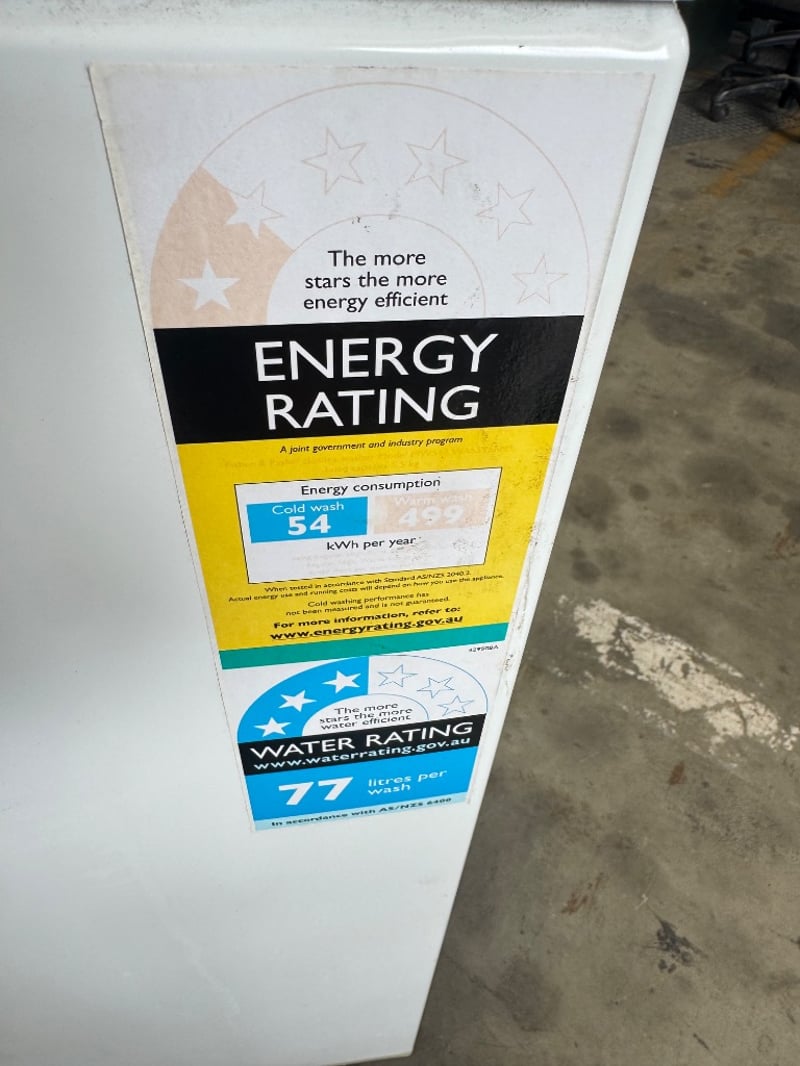 The more
stars the more
energy efficient
ENERGY
RATING
A joint government and industry program
Energy consumption
Cold wash Warm wash
54 499
kWh per year
When tested in accordance with Standard AS/NZS 2040.2.
Actual energy use and running costs will depend on how you use the appliance.
Cold washing performance has
not been measured and is not guaranteed.
For more information, refer to:
www.energyrating.gov.au
The more
stars the more
water efficient
WATER RATING
www.waterrating.gov.au
77 litres per
wash
In accordance with AS/NZS 6400